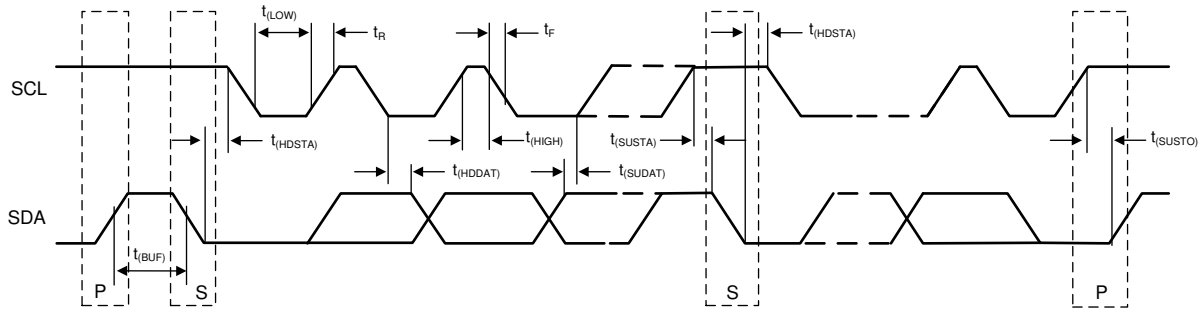 t(LOW)
tR
tF
t(HDSTA)
SCL
t(HDSTA)
t(HIGH)
t(SUSTA)
t(SUSTO)
t(HDDAT)
t(SUDAT)
SDA
t(BUF)
P
S
S
P